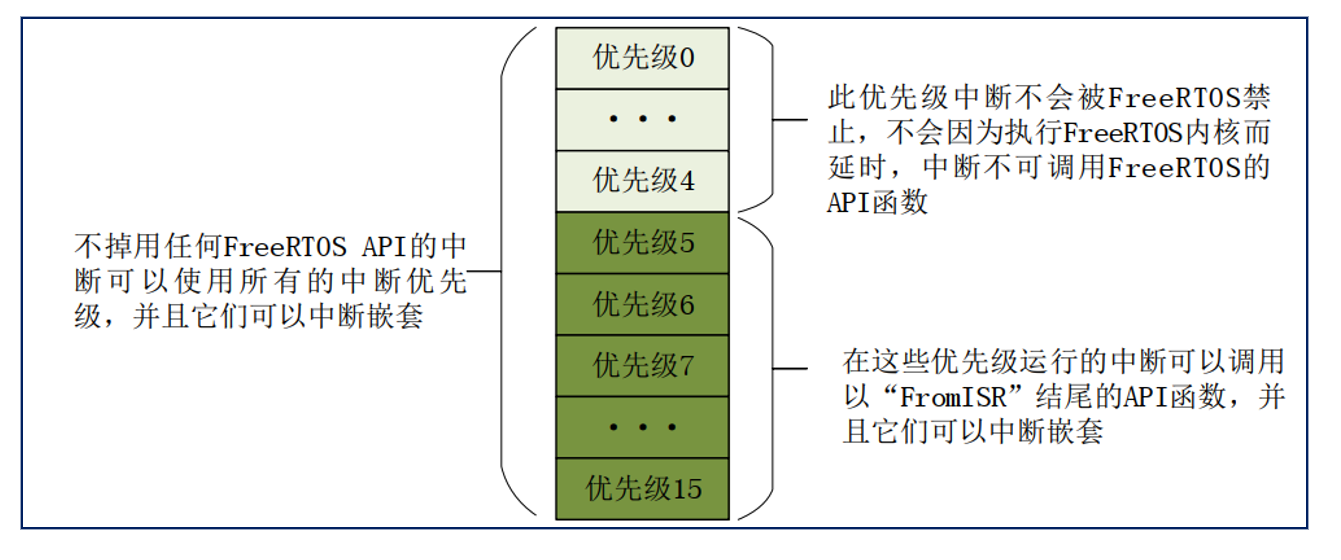 不掉用任何FreeRTOS API的中
断可以使用所有的中断优先
级，并且它们可以中断嵌套
优先级0
···
优先级4
优先级5
优先级6
优先级7
···
优先级15
此优先级中断不会被FreeRTOS禁
止，不会因为执行FreeRTOS内核而
延时，中断不可调用FreeRTOS的
API函数
在这些优先级运行的中断可以调用
以“FromISR”结尾的API函数，并
且它们可以中断嵌套